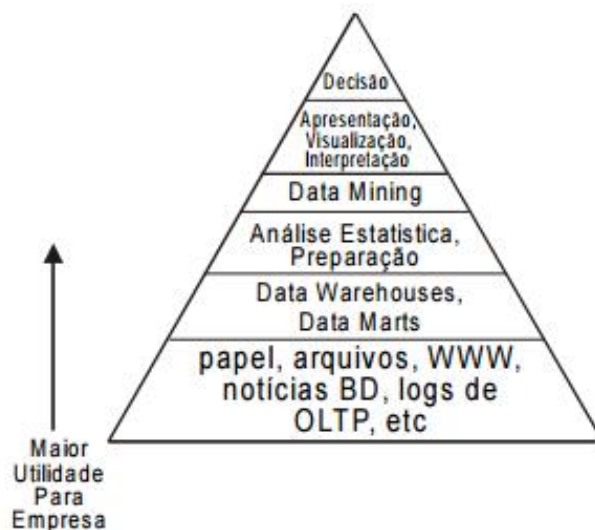 Decisão
Apresentação,
Visualização,
Interpretação
Data Mining
Análise Estatistica,
Preparação
Data Warehouses,
Data Marts
papel, arquivos, WWW,
notícias BD, logs de
OLTP, etc
Maior
Utilidade
Para
Empresa